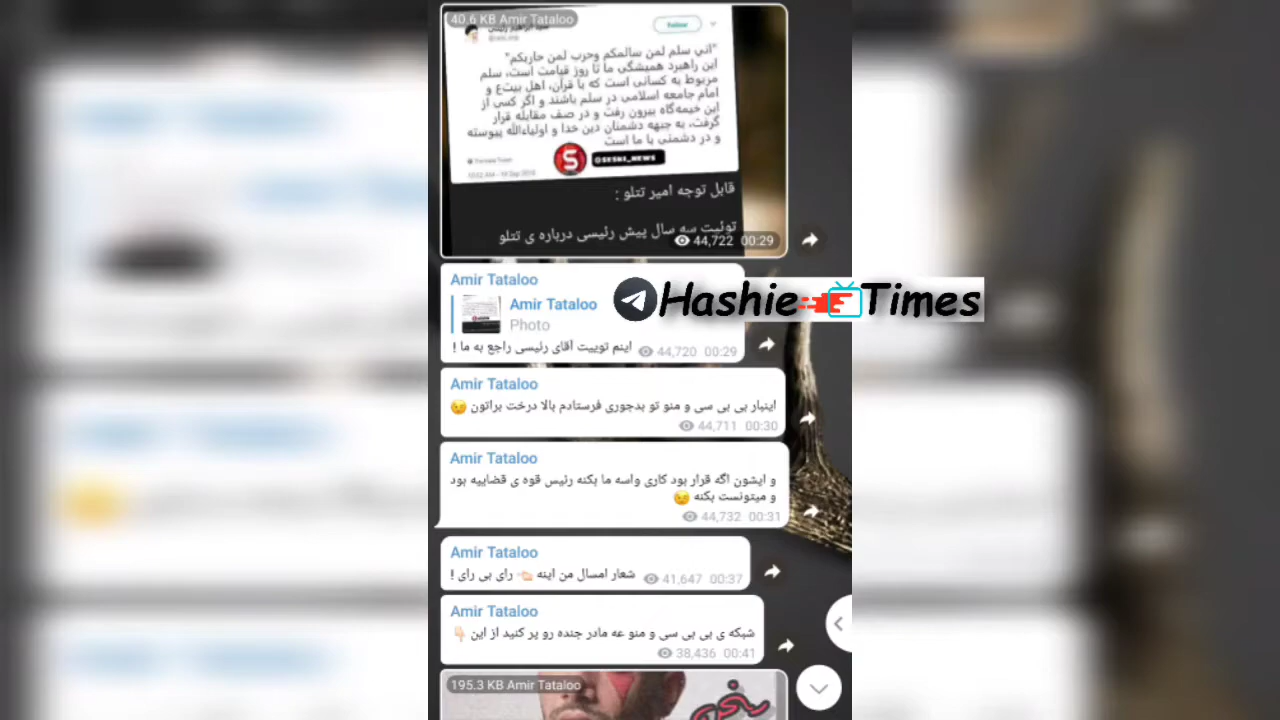 40.6 KB Amir Tataloo
سید ابراهیم رئیسی
Follow
"انی سلم لمن سالمکم وحرب لمن حاربکم"
این راهبرد همیشگی ما تا روز قیامت است، سلم
مربوط به کسانی است که با قرآن، اهل بیت‌ع و
امام جامعه اسلامی در سلم باشند و اگر کسی از
این خیمه‌گاه بیرون رفت و در صف مقابله قرار
گرفت، به جبهه دشمنان دین خدا و اولیاءالله پیوسته
و در دشمنی با ما است
@SESKI_NEWS
قابل توجه امیر تتلو :
توئیت سه سال پیش رئیسی درباره ی تتلو
44,722 00:29
Amir Tataloo
Amir Tataloo
Photo
اینم توییت آقای رئیسی راجع به ما !
44,720 00:29
Hashie Times
Amir Tataloo
اینبار بی بی سی و منو تو بدجوری فرستادم بالا درخت براتون 😉
44,711 00:30
Amir Tataloo
و ایشون اگه قرار بود کاری واسه ما بکنه رئیس قوه ی قضاییه بود
و میتونست بکنه 😉
44,732 00:31
Amir Tataloo
شعار امسال من اینه 👈🏻 رای بی رای !
41,647 00:37
Amir Tataloo
شبکه ی بی بی سی و منو عه مادر جنده رو پر کنید از این 👇🏻
38,436 00:41
195.3 KB Amir Tataloo